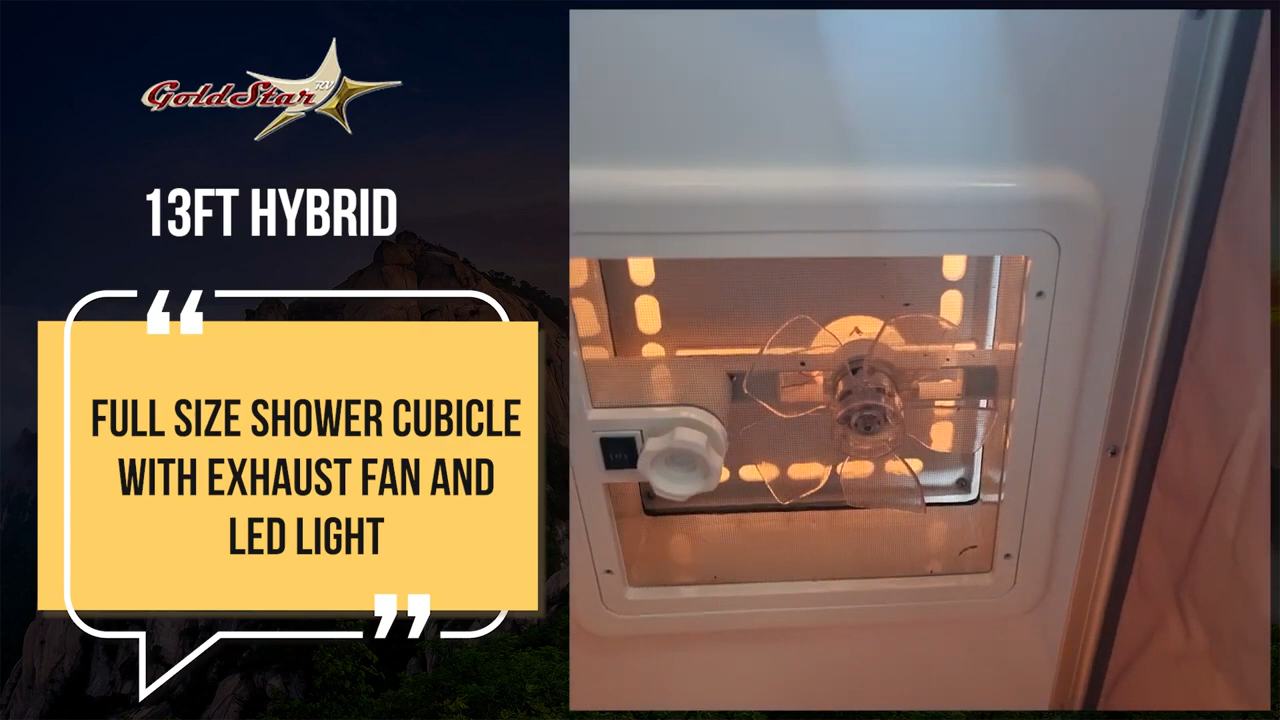 GoldStar RV
13FT HYBRID
“
FULL SIZE SHOWER CUBICLE
WITH EXHAUST FAN AND
LED LIGHT
”